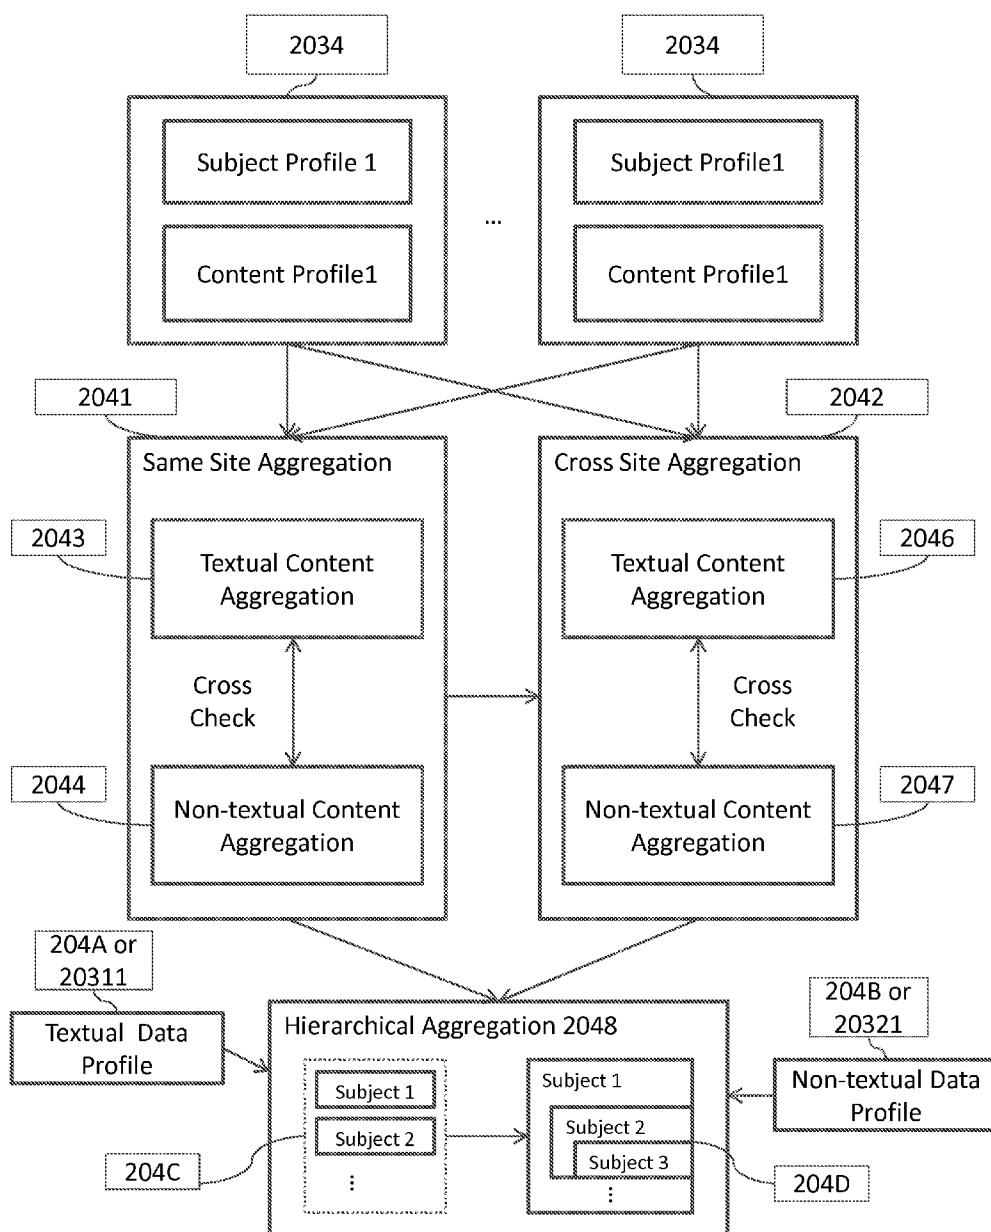 2034
2034
Subject Profile 1
Subject Profile1
...
Content Profile1
Content Profile1
2041
2042
Same Site Aggregation
Cross Site Aggregation
2043
2046
Textual Content
Aggregation
Textual Content
Aggregation
Cross
Check
Cross
Check
2044
2047
Non-textual Content
Aggregation
Non-textual Content
Aggregation
204A or
20311
204B or
20321
Textual Data
Profile
Hierarchical Aggregation 2048
Non-textual Data
Profile
Subject 1
Subject 2
⋮
Subject 1
Subject 2
Subject 3
⋮
204C
204D